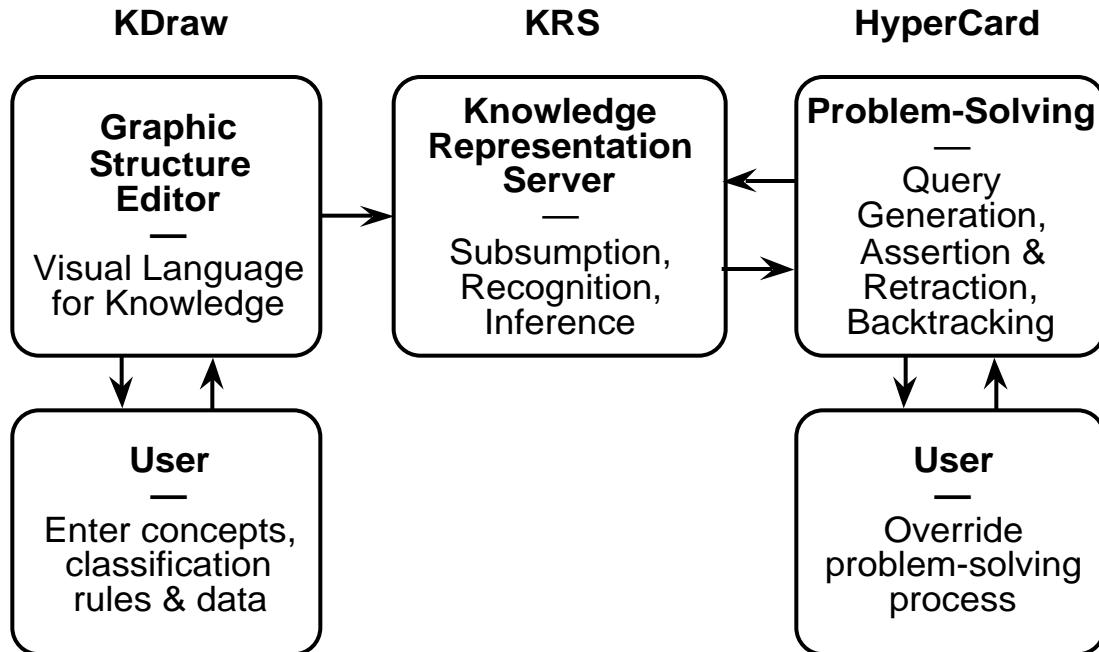 KDraw
KRS
HyperCard
Graphic
Structure
Editor
—
Visual Language
for Knowledge
Knowledge
Representation
Server
—
Subsumption,
Recognition,
Inference
Problem-Solving
—
Query
Generation,
Assertion &
Retraction,
Backtracking
User
—
Enter concepts,
classification
rules & data
User
—
Override
problem-solving
process